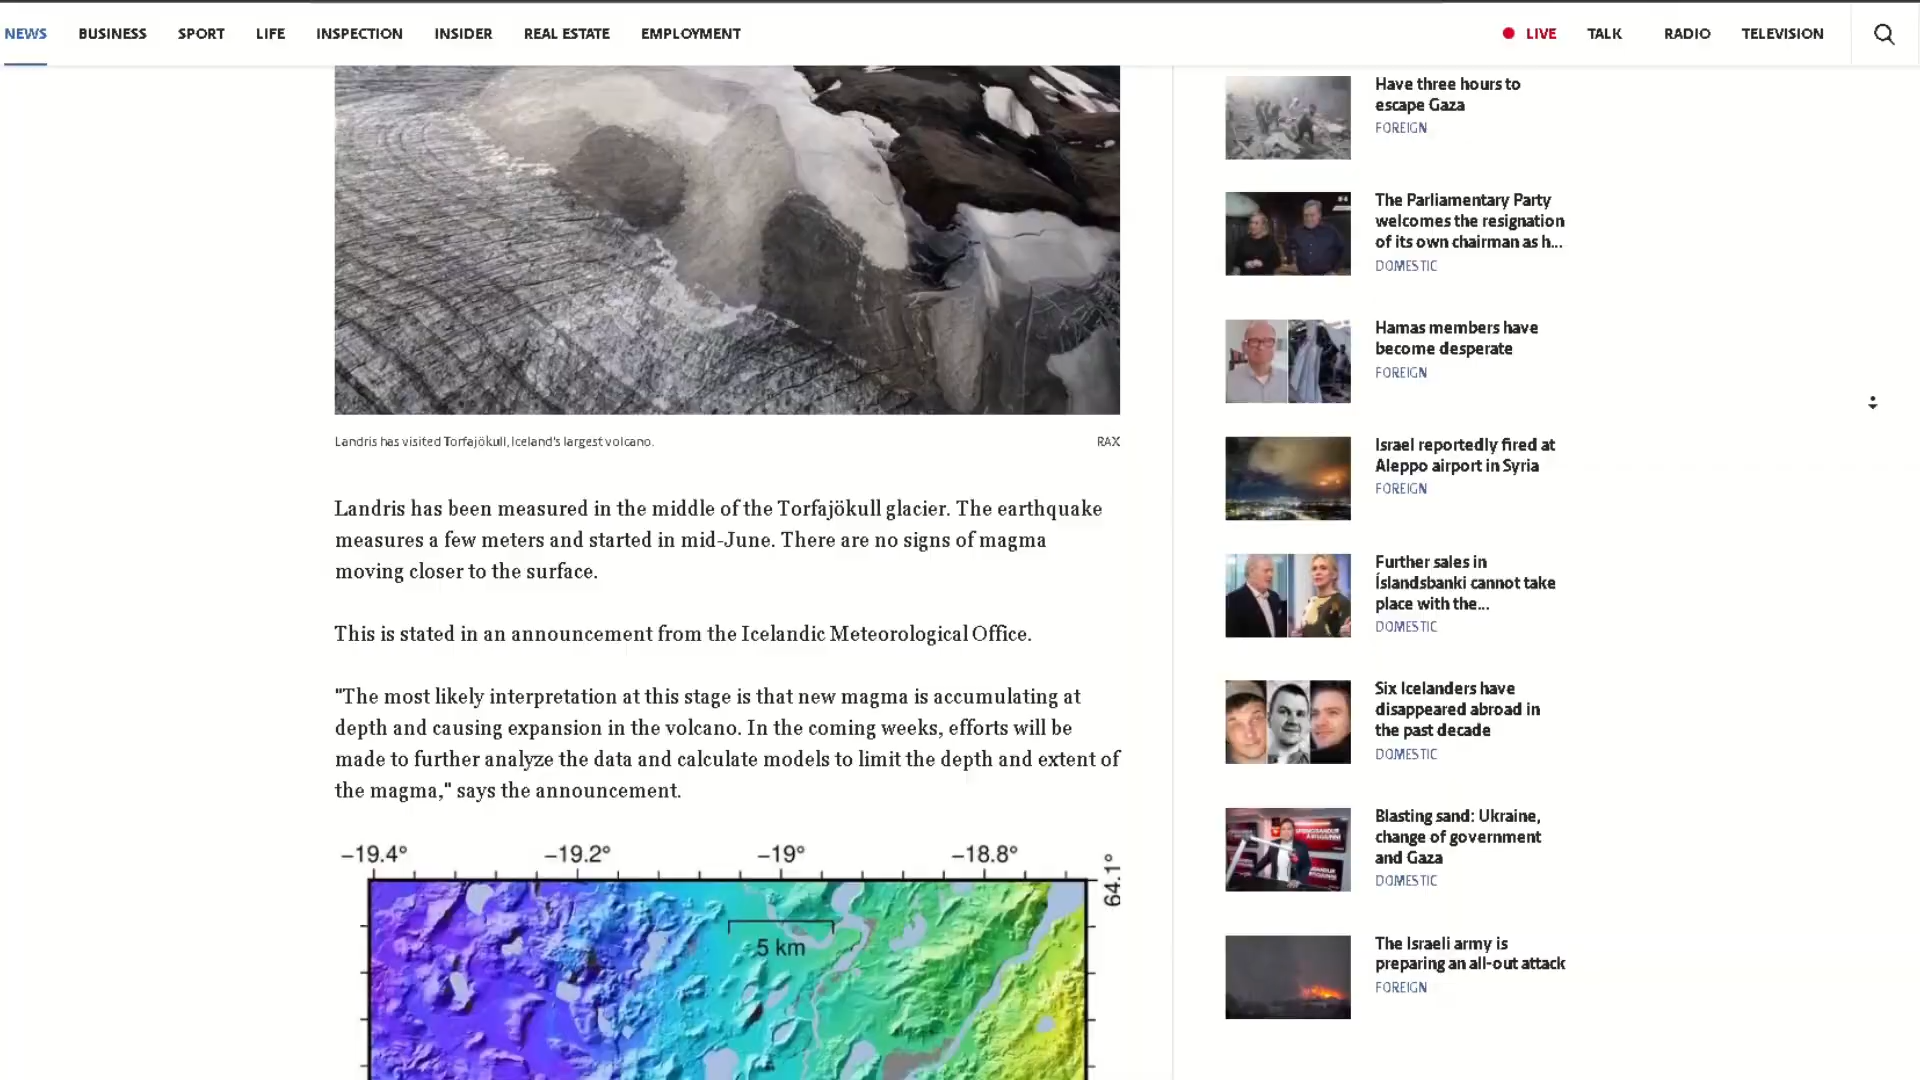 NEWS BUSINESS SPORT LIFE INSPECTION INSIDER REAL ESTATE EMPLOYMENT LIVE TALK RADIO TELEVISION
Landris has visited Torfajökull, Iceland's largest volcano. RAX
Landris has been measured in the middle of the Torfajökull glacier. The earthquake
measures a few meters and started in mid-June. There are no signs of magma
moving closer to the surface.
This is stated in an announcement from the Icelandic Meteorological Office.
"The most likely interpretation at this stage is that new magma is accumulating at
depth and causing expansion in the volcano. In the coming weeks, efforts will be
made to further analyze the data and calculate models to limit the depth and extent of
the magma," says the announcement.
−19.4° −19.2° −19° −18.8°
64.1°
5 km
Have three hours to
escape Gaza
FOREIGN
The Parliamentary Party
welcomes the resignation
of its own chairman as h...
DOMESTIC
Hamas members have
become desperate
FOREIGN
Israel reportedly fired at
Aleppo airport in Syria
FOREIGN
Further sales in
Íslandsbanki cannot take
place with the...
DOMESTIC
Six Icelanders have
disappeared abroad in
the past decade
DOMESTIC
Blasting sand: Ukraine,
change of government
and Gaza
DOMESTIC
The Israeli army is
preparing an all-out attack
FOREIGN